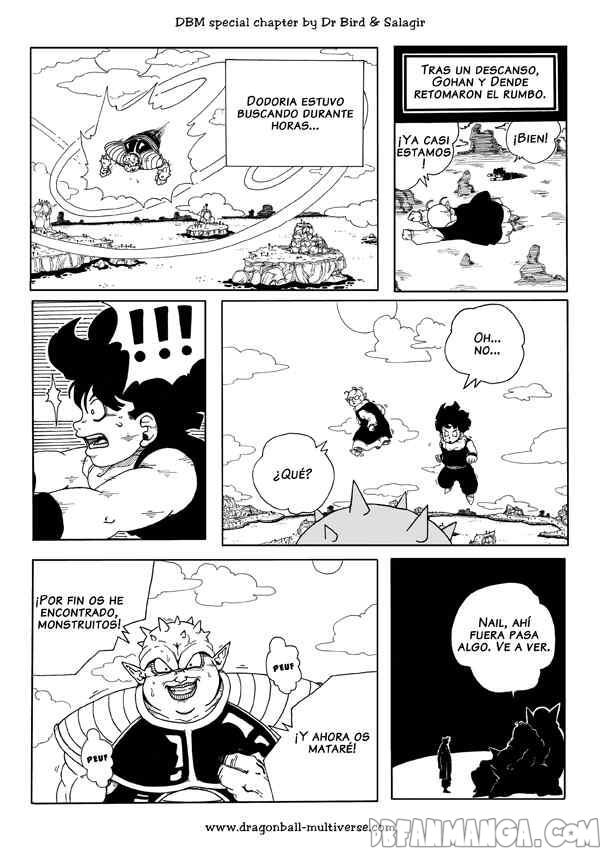 DBM special chapter by Dr Bird & Salagir
Dodoria estuvo
buscando durante
horas...
Tras un descanso,
Gohan y Dende
retomaron el rumbo.
¡Ya casi
estamos
!
¡Bien!
!!!
Oh...
no...
¿Qué?
¡Por fin os he
encontrado,
monstruitos!
PEUF
PEUF
¡Y ahora os
mataré!
Nail, ahí
fuera pasa
algo. Ve a ver.
www.dragonball-multiverse.com
DBFANMANGA.COM